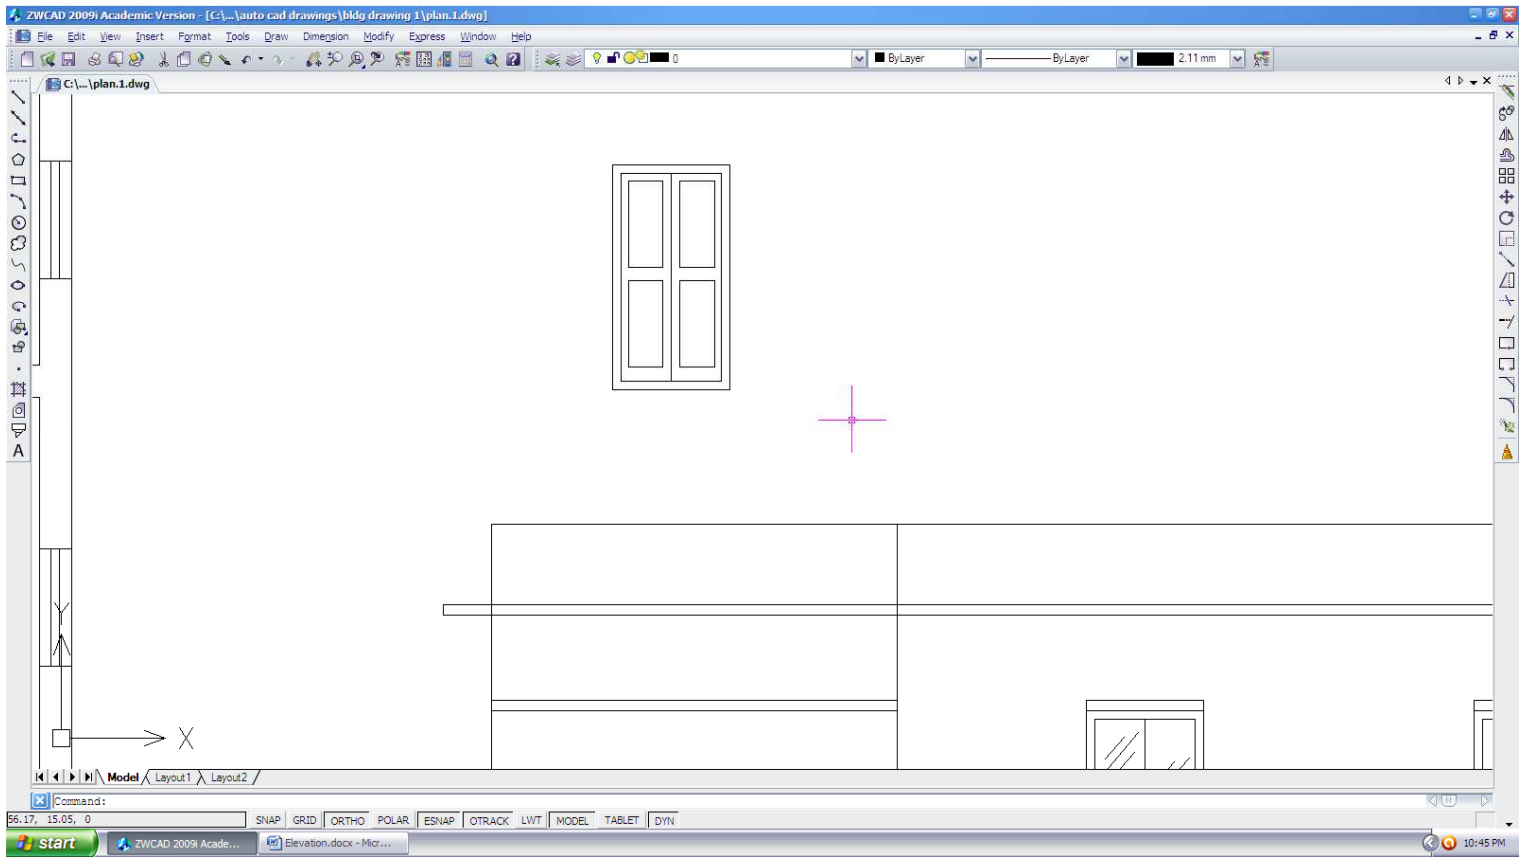 ZWCAD 2009i Academic Version - [C:\...\auto cad drawings\bldg drawing 1\plan.1.dwg]
File Edit View Insert Format Tools Draw Dimension Modify Express Window Help
0 ByLayer ByLayer 2.11 mm
C:\...\plan.1.dwg
A
Y
X
Model Layout1 Layout2
Command:
56.17, 15.05, 0 SNAP GRID ORTHO POLAR ESNAP OTRACK LWT MODEL TABLET DYN
start ZWCAD 2009i Acade... Elevation.docx - Micr... 10:45 PM